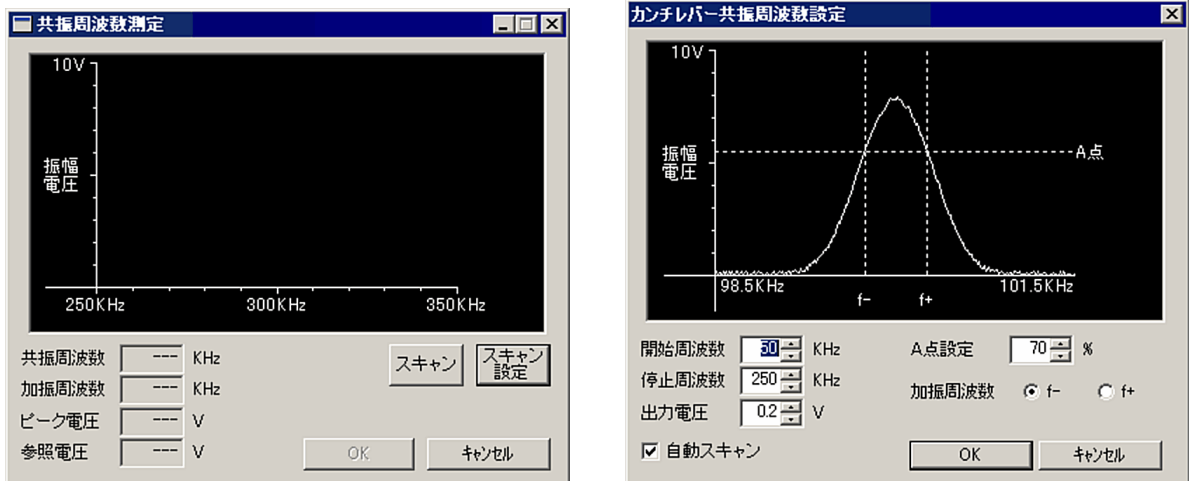 共振周波数測定
10V
振幅
電圧
250KHz 300KHz 350KHz
共振周波数 --- KHz
加振周波数 --- KHz
ピーク電圧 --- V
参照電圧 --- V
スキャン
スキャン
設定
OK キャンセル
カンチレバー共振周波数設定
10V
振幅
電圧
A点
98.5KHz 101.5KHz
f- f+
開始周波数 50 KHz
停止周波数 250 KHz
出力電圧 0.2 V
A点設定 70 %
加振周波数 f- f+
自動スキャン
OK キャンセル